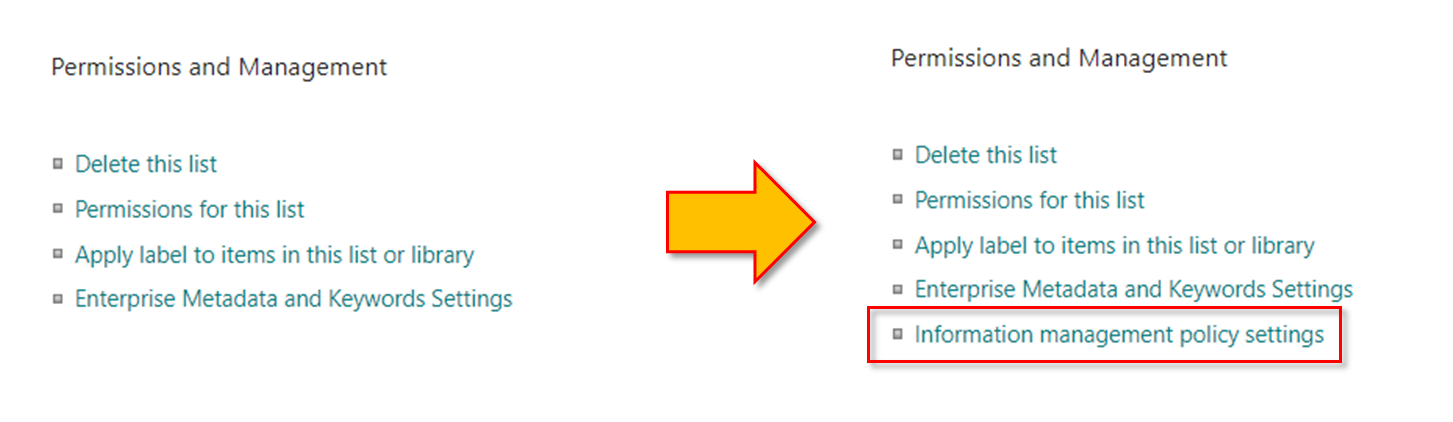 Permissions and Management
Delete this list
Permissions for this list
Apply label to items in this list or library
Enterprise Metadata and Keywords Settings
Permissions and Management
Delete this list
Permissions for this list
Apply label to items in this list or library
Enterprise Metadata and Keywords Settings
Information management policy settings